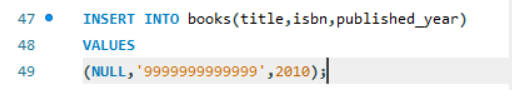 47 INSERT INTO books(title,isbn,published_year)
48 VALUES
49 (NULL,'9999999999999',2010);